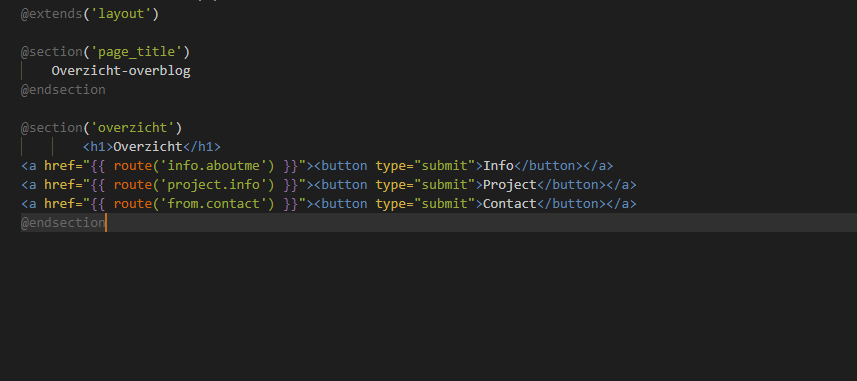 @extends('layout')
@section('page_title')
Overzicht-overblog
@endsection
@section('overzicht')
<h1>Overzicht</h1>
<a href="{{ route('info.aboutme') }}"><button type="submit">Info</button></a>
<a href="{{ route('project.info') }}"><button type="submit">Project</button></a>
<a href="{{ route('from.contact') }}"><button type="submit">Contact</button></a>
@endsection